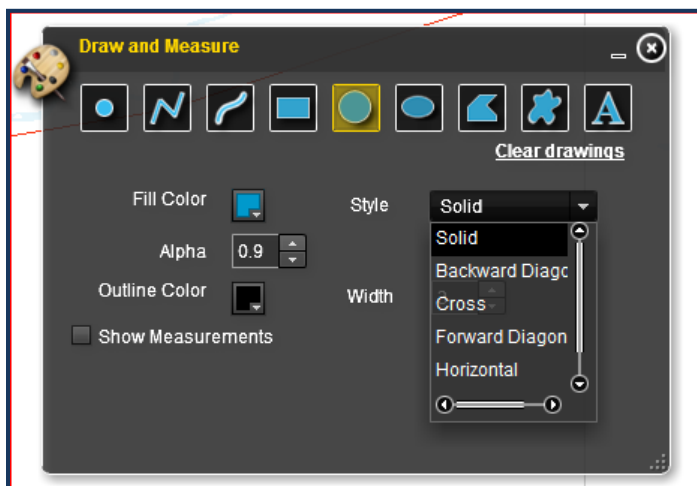 Draw and Measure
A
Clear drawings
Fill Color
Style
Solid
Alpha
0.9
Solid
Backward Diago
Outline Color
Width
Cross
Show Measurements
Forward Diagon
Horizontal